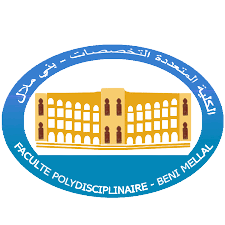 الكلية المتعددة التخصصات - بني ملال
FACULTE POLYDISCIPLINAIRE - BENI MELLAL